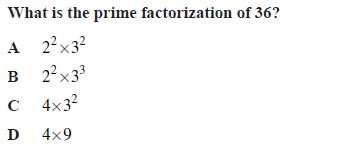 What is the prime factorization of 36?
A 2²×3²
B 2²×3³
C 4×3²
D 4×9